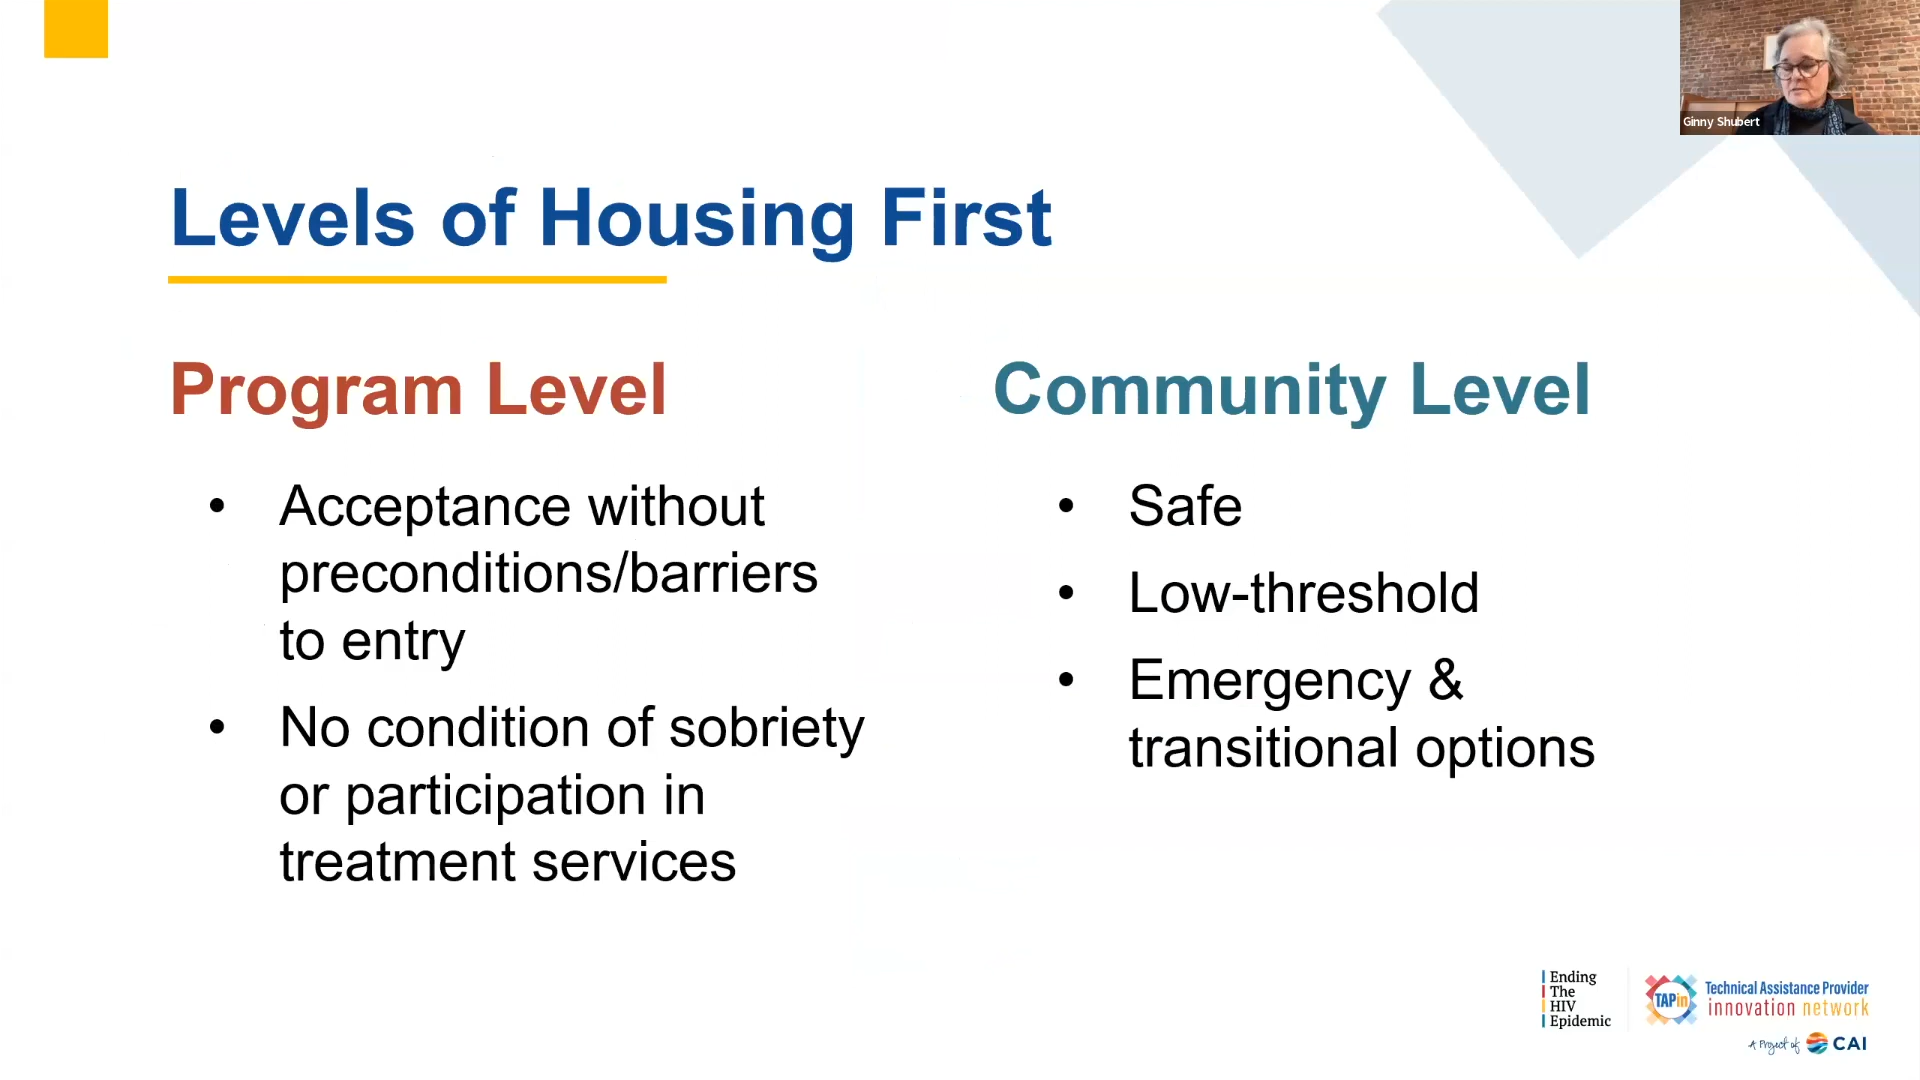 Ginny Shubert
Levels of Housing First
Program Level
• Acceptance without
preconditions/barriers
to entry
• No condition of sobriety
or participation in
treatment services
Community Level
• Safe
• Low-threshold
• Emergency &
transitional options
Ending
The
HIV
Epidemic
TAPin
Technical Assistance Provider
innovation network
A Project of CAI